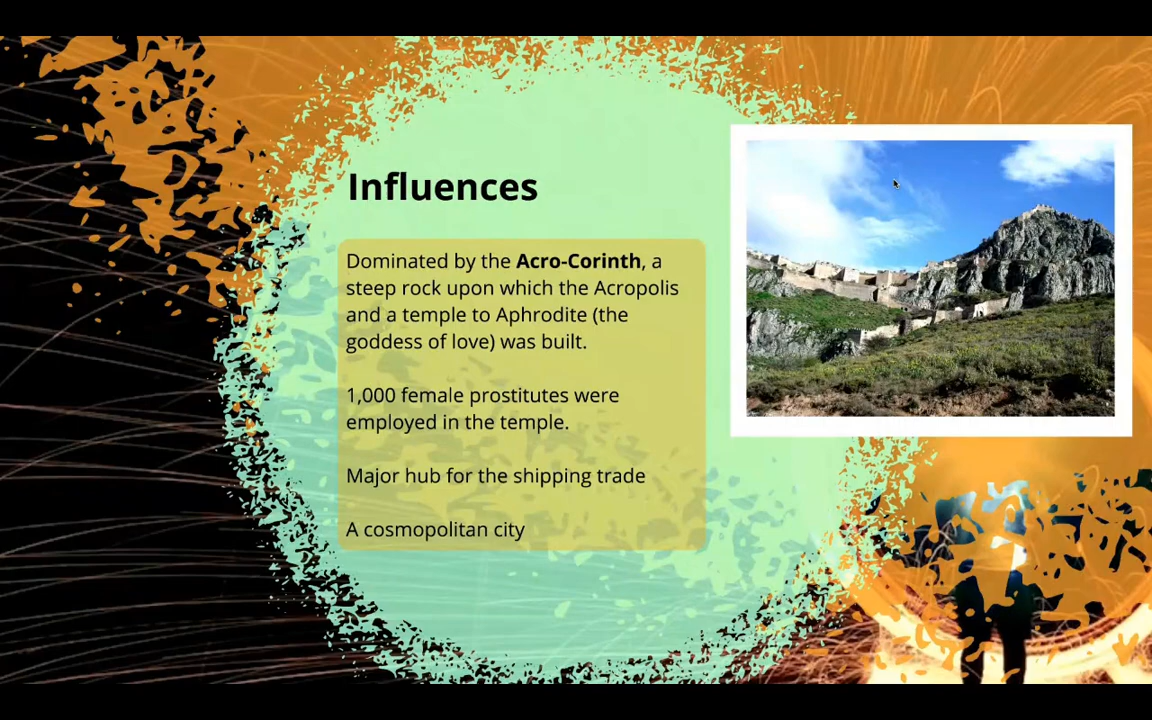 Influences
Dominated by the Acro-Corinth, a
steep rock upon which the Acropolis
and a temple to Aphrodite (the
goddess of love) was built.
1,000 female prostitutes were
employed in the temple.
Major hub for the shipping trade
A cosmopolitan city